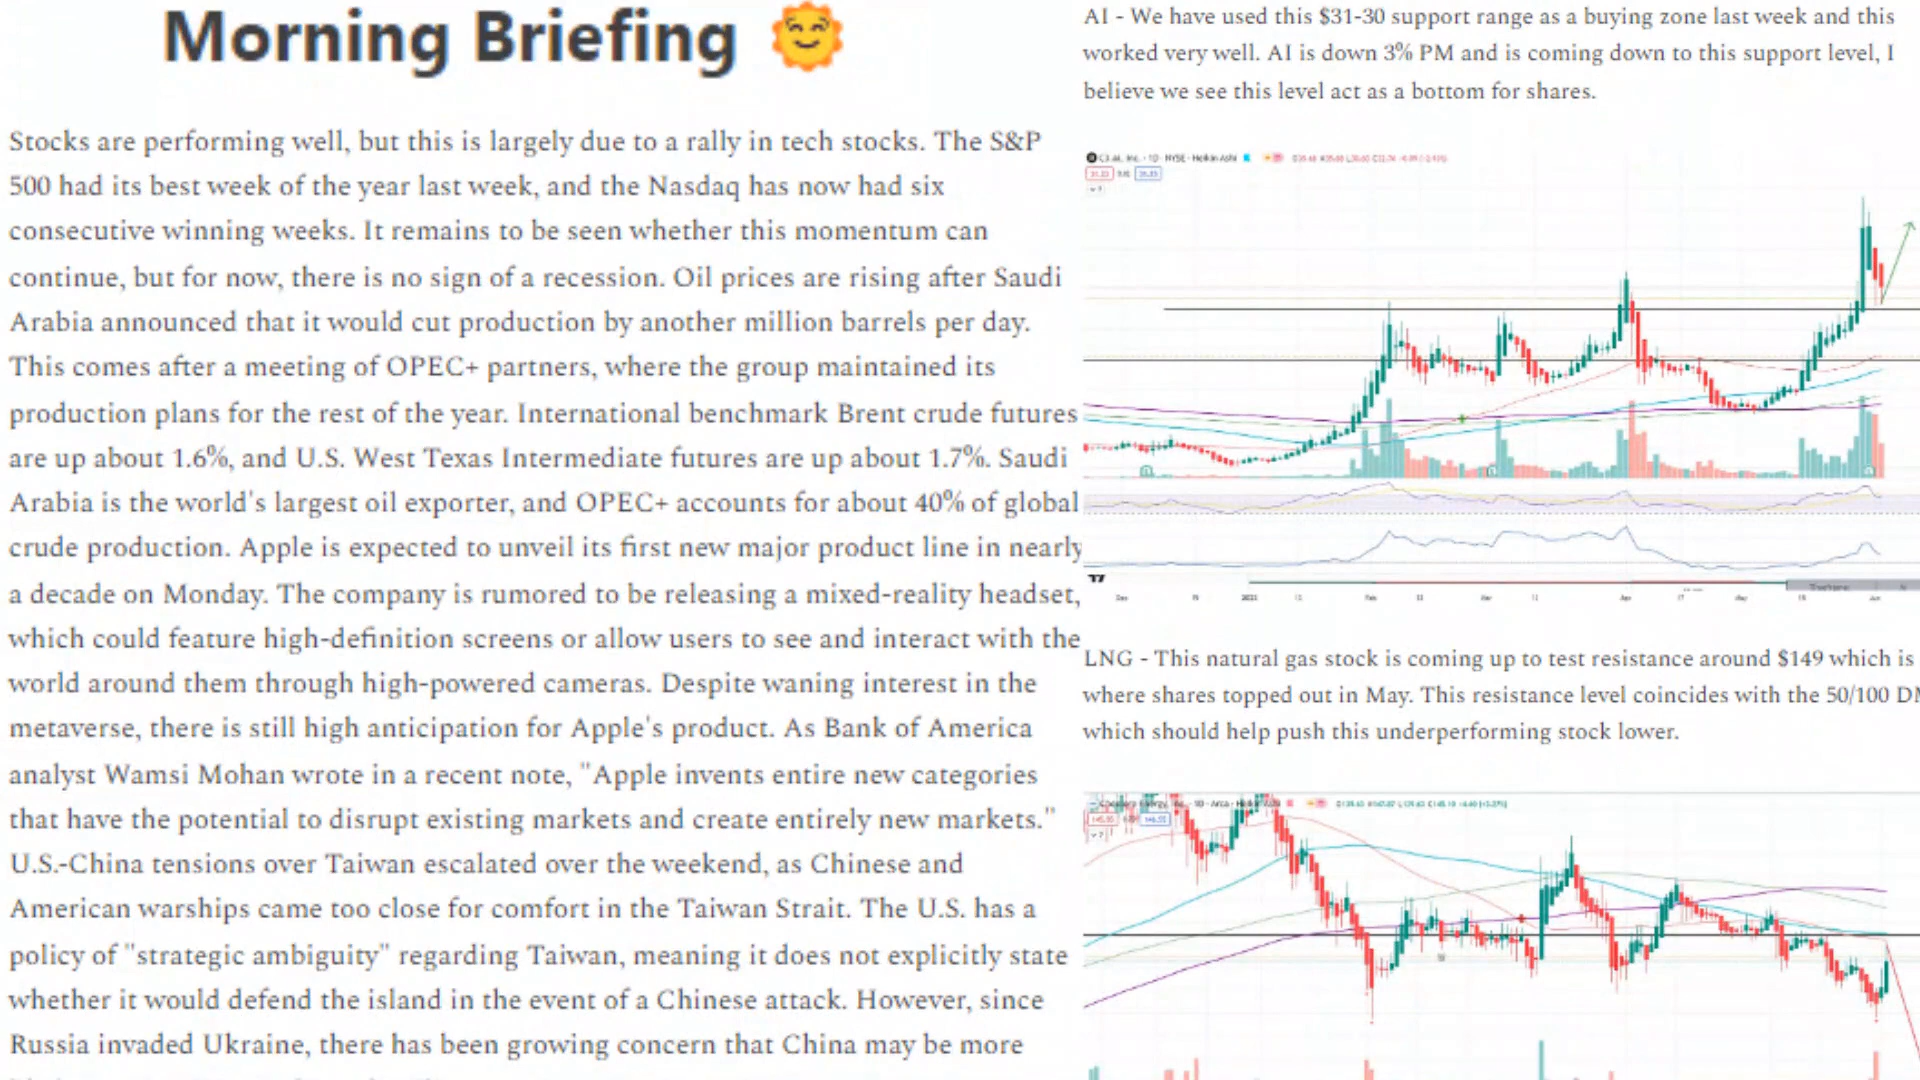 Morning Briefing
Stocks are performing well, but this is largely due to a rally in tech stocks. The S&P
500 had its best week of the year last week, and the Nasdaq has now had six
consecutive winning weeks. It remains to be seen whether this momentum can
continue, but for now, there is no sign of a recession. Oil prices are rising after Saudi
Arabia announced that it would cut production by another million barrels per day.
This comes after a meeting of OPEC+ partners, where the group maintained its
production plans for the rest of the year. International benchmark Brent crude futures
are up about 1.6%, and U.S. West Texas Intermediate futures are up about 1.7%. Saudi
Arabia is the world's largest oil exporter, and OPEC+ accounts for about 40% of global
crude production. Apple is expected to unveil its first new major product line in nearly
a decade on Monday. The company is rumored to be releasing a mixed-reality headset,
which could feature high-definition screens or allow users to see and interact with the
world around them through high-powered cameras. Despite waning interest in the
metaverse, there is still high anticipation for Apple's product. As Bank of America
analyst Wamsi Mohan wrote in a recent note, "Apple invents entire new categories
that have the potential to disrupt existing markets and create entirely new markets."
U.S.-China tensions over Taiwan escalated over the weekend, as Chinese and
American warships came too close for comfort in the Taiwan Strait. The U.S. has a
policy of "strategic ambiguity" regarding Taiwan, meaning it does not explicitly state
whether it would defend the island in the event of a Chinese attack. However, since
Russia invaded Ukraine, there has been growing concern that China may be more
AI - We have used this $31-30 support range as a buying zone last week and this
worked very well. AI is down 3% PM and is coming down to this support level, I
believe we see this level act as a bottom for shares.
C3.ai, Inc. · 1D · NYSE · Heikin Ashi
LNG - This natural gas stock is coming up to test resistance around $149 which is
where shares topped out in May. This resistance level coincides with the 50/100
which should help push this underperforming stock lower.
Energy, Inc. · 1D · Arca ·